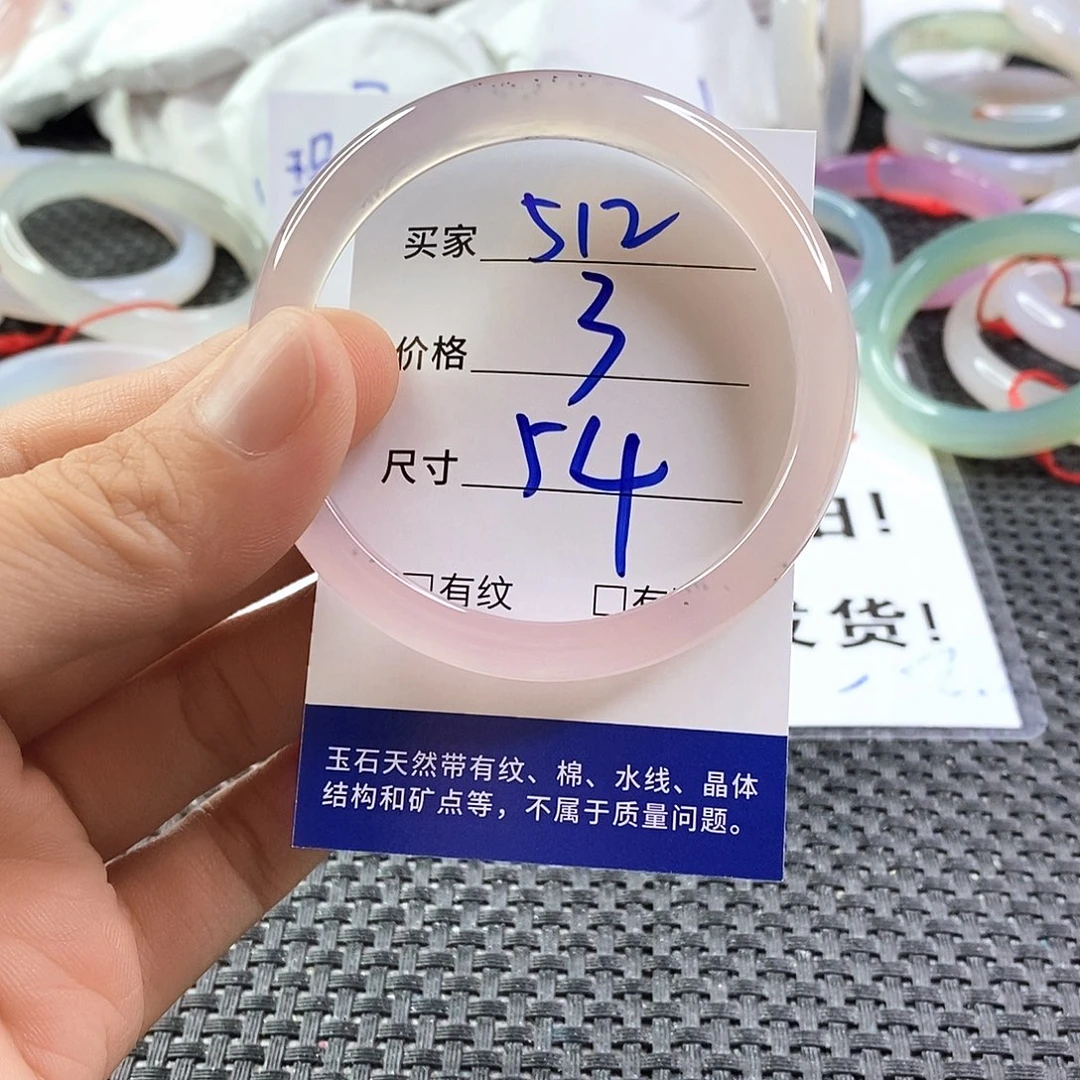 买家 512
价格 3
尺寸 54
□有纹 □有
玉石天然带有纹、棉、水线、晶体
结构和矿点等，不属于质量问题。
货！